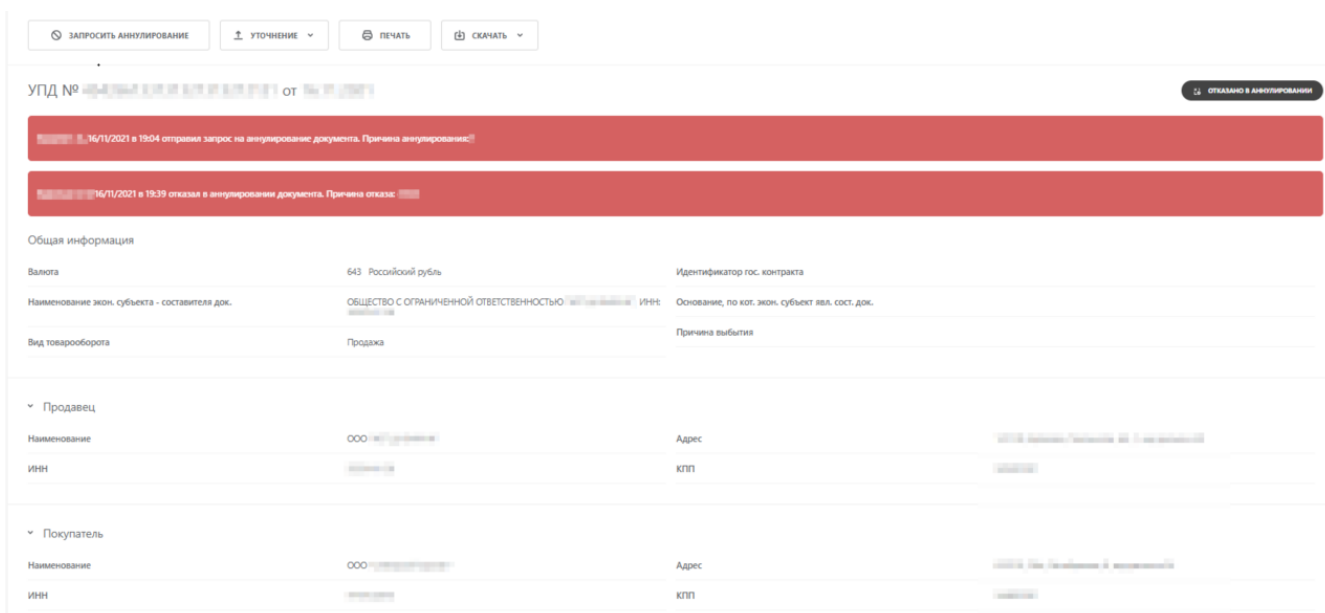 ЗАПРОСИТЬ АННУЛИРОВАНИЕ УТОЧНЕНИЕ ПЕЧАТЬ СКАЧАТЬ
УПД № от
ОТКАЗАНО В АННУЛИРОВАНИИ
16/11/2021 в 19:04 отправил запрос на аннулирование документа. Причина аннулирования:
16/11/2021 в 19:39 отказал в аннулировании документа. Причина отказа:
Общая информация
Валюта 643 Российский рубль Идентификатор гос. контракта
Наименование экон. субъекта - составителя док. ОБЩЕСТВО С ОГРАНИЧЕННОЙ ОТВЕТСТВЕННОСТЬЮ ИНН: Основание, по кот. экон. субъект явл. сост. док.
Причина выбытия
Вид товарооборота Продажа
Продавец
Наименование ООО Адрес
ИНН КПП
Покупатель
Наименование ООО Адрес
ИНН КПП